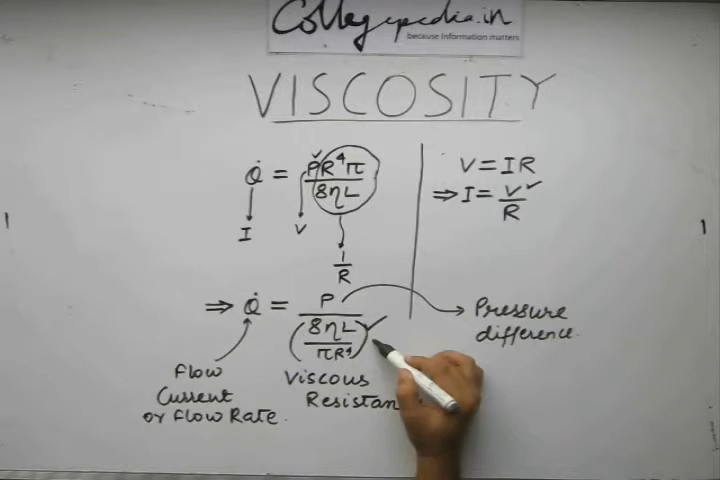 Collegepedia.in
because information matters
VISCOSITY
Q̇ = PR⁴π / 8ηL
I
V
1/R
V = IR
⇒ I = V/R
⇒ Q̇ = P / (8ηL / πR⁴)
Pressure
difference.
Flow
Current
or Flow Rate.
Viscous
Resistan